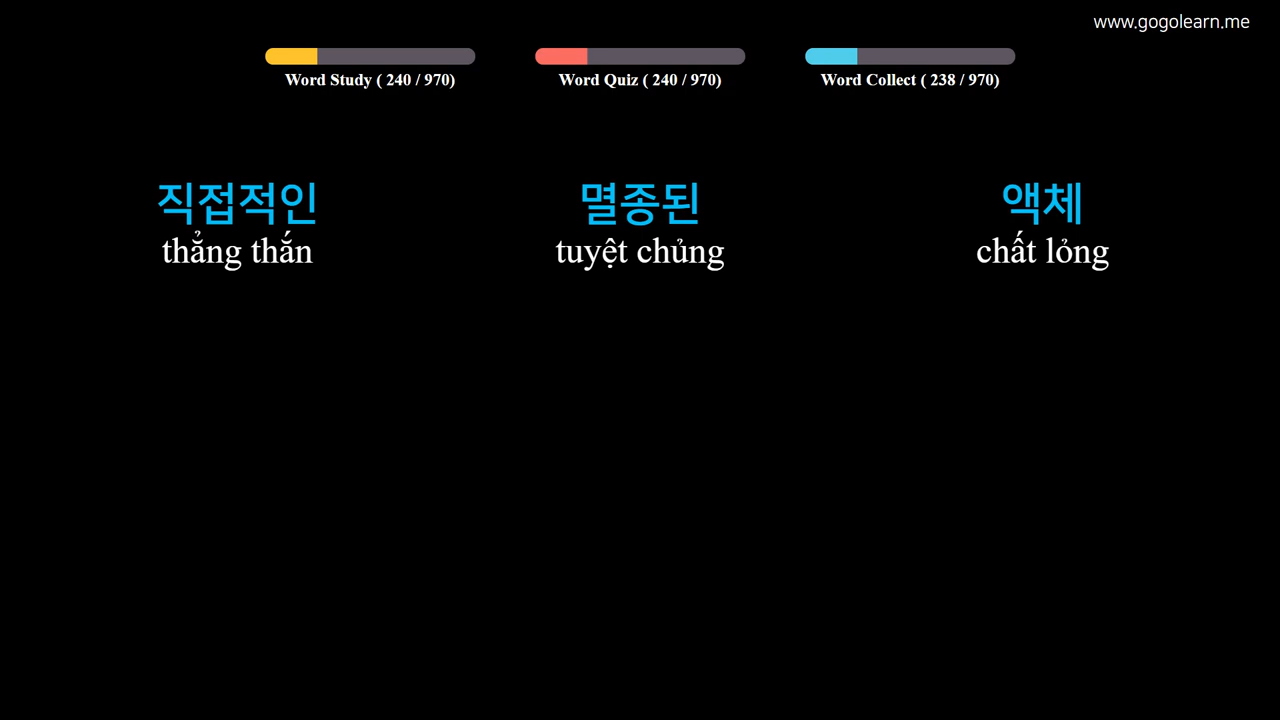 www.gogolearn.me
Word Study ( 240 / 970)
Word Quiz ( 240 / 970)
Word Collect ( 238 / 970)
직접적인
thẳng thắn
멸종된
tuyệt chủng
액체
chất lỏng